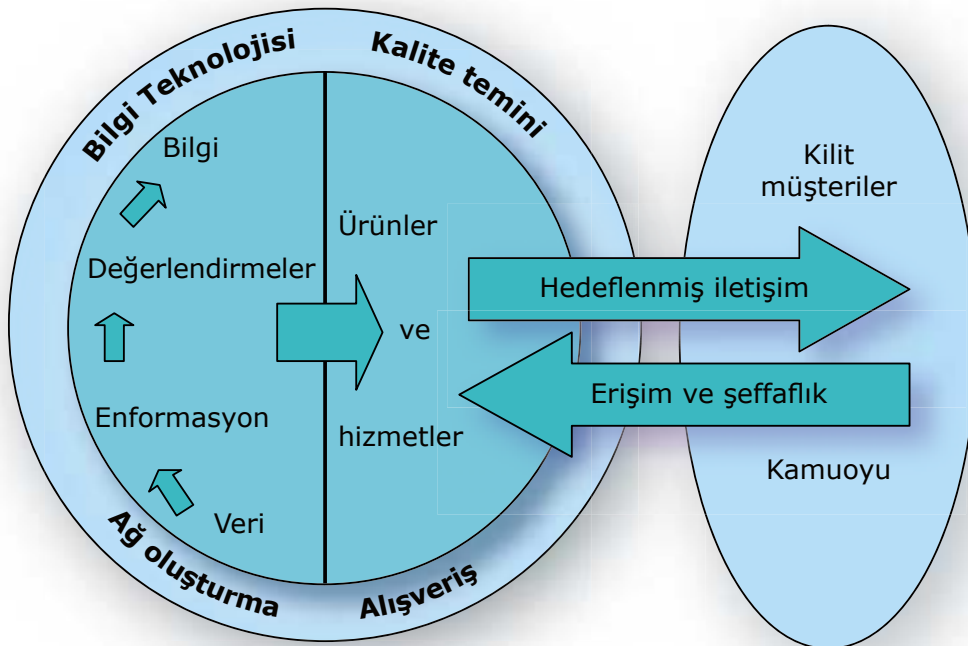 Bilgi Teknolojisi
Kalite temini
Bilgi
Değerlendirmeler
Enformasyon
Veri
Ürünler
ve
hizmetler
Ağ oluşturma
Alışveriş
Kilit
müşteriler
Hedeflenmiş iletişim
Erişim ve şeffaflık
Kamuoyu